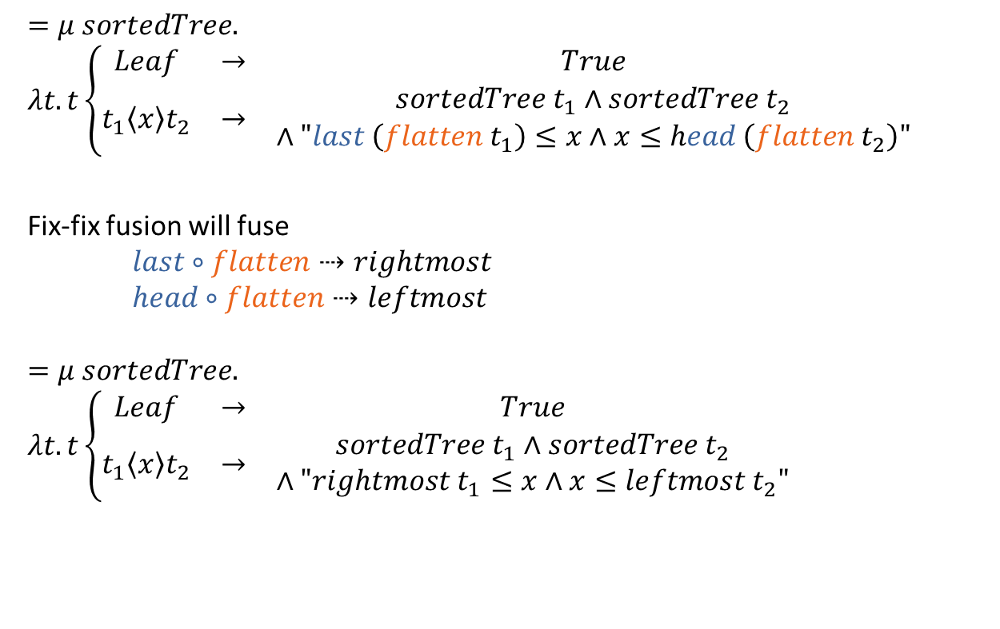 = μ sortedTree.
Leaf → True
λt. t { t₁⟨x⟩t₂ → sortedTree t₁ ∧ sortedTree t₂
∧ "last (flatten t₁) ≤ x ∧ x ≤ head (flatten t₂)"
Fix-fix fusion will fuse
last ∘ flatten ⇢ rightmost
head ∘ flatten ⇢ leftmost
= μ sortedTree.
Leaf → True
λt. t { t₁⟨x⟩t₂ → sortedTree t₁ ∧ sortedTree t₂
∧ "rightmost t₁ ≤ x ∧ x ≤ leftmost t₂"